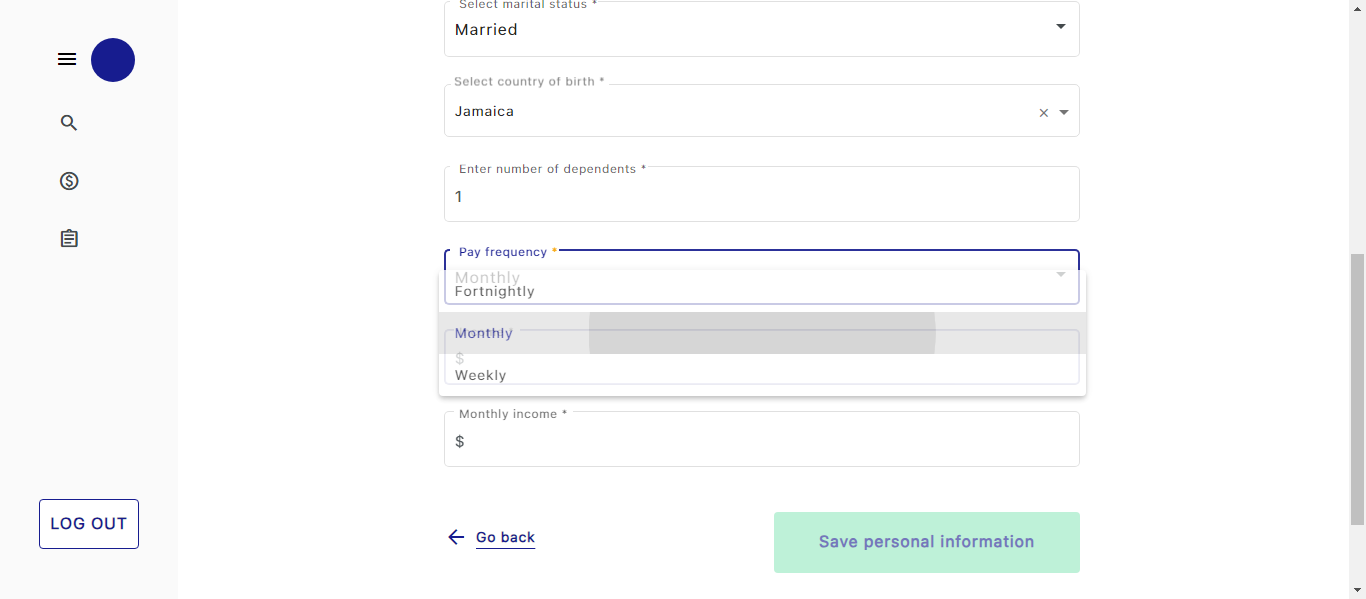 Select marital status *
Married
Select country of birth *
Jamaica
Enter number of dependents *
1
Pay frequency *
Monthly
Fortnightly
Monthly
$
Weekly
Monthly income *
$
LOG OUT
Go back
Save personal information